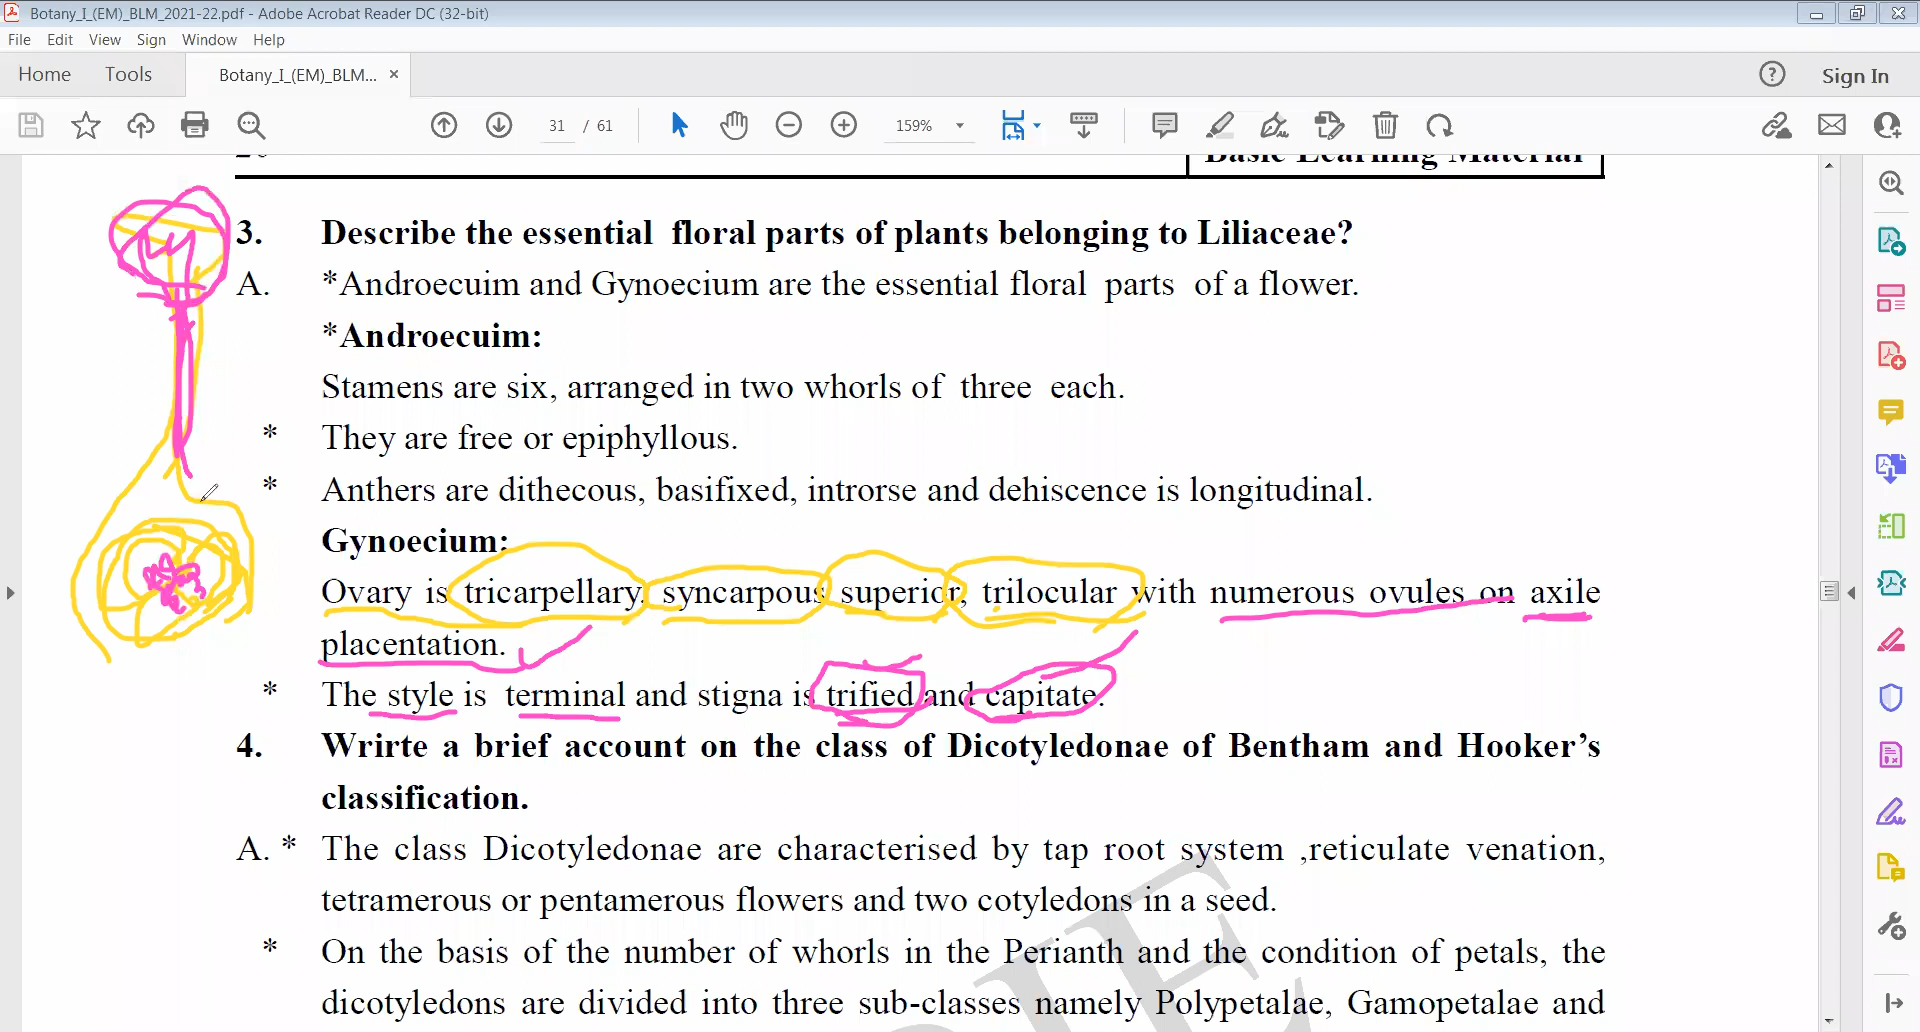 Botany_I_(EM)_BLM_2021-22.pdf - Adobe Acrobat Reader DC (32-bit)
File Edit View Sign Window Help
Home Tools Botany_I_(EM)_BLM... × Sign In
31 / 61 159%
Basic Learning Material
3. Describe the essential floral parts of plants belonging to Liliaceae?
A. *Androecuim and Gynoecium are the essential floral parts of a flower.
*Androecuim:
Stamens are six, arranged in two whorls of three each.
* They are free or epiphyllous.
* Anthers are dithecous, basifixed, introrse and dehiscence is longitudinal.
Gynoecium:
Ovary is tricarpellary, syncarpous superior, trilocular with numerous ovules on axile
placentation.
* The style is terminal and stigna is trified and capitate.
4. Wrirte a brief account on the class of Dicotyledonae of Bentham and Hooker's
classification.
A. * The class Dicotyledonae are characterised by tap root system ,reticulate venation,
tetramerous or pentamerous flowers and two cotyledons in a seed.
* On the basis of the number of whorls in the Perianth and the condition of petals, the
dicotyledons are divided into three sub-classes namely Polypetalae, Gamopetalae and